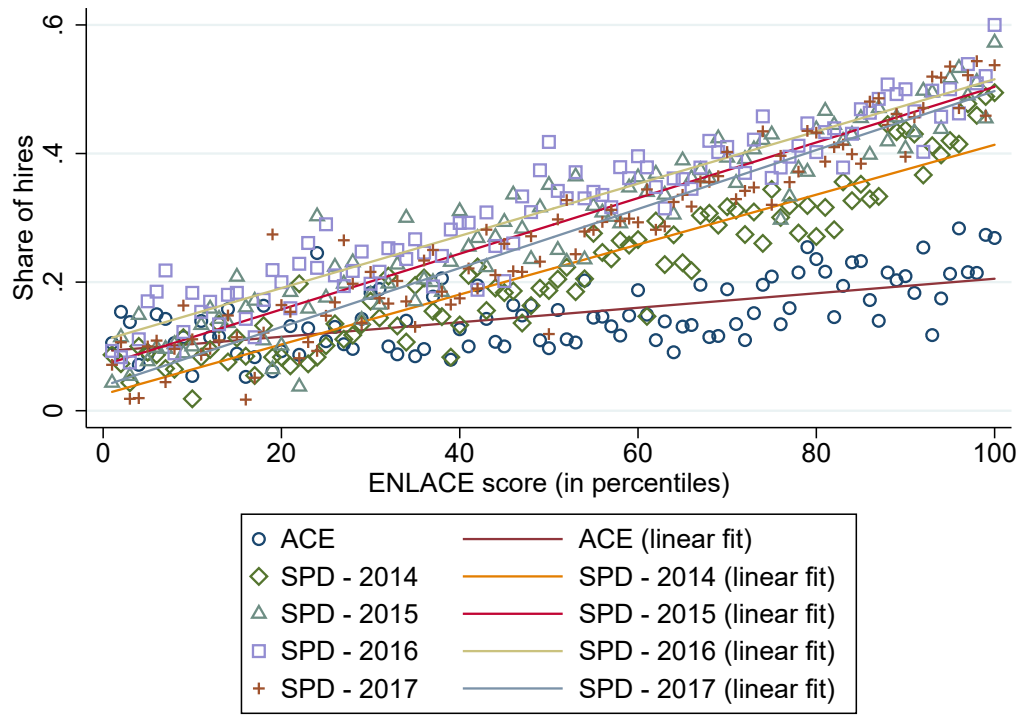 Share of hires
.6
.4
.2
0
0 20 40 60 80 100
ENLACE score (in percentiles)
ACE ACE (linear fit)
SPD - 2014 SPD - 2014 (linear fit)
SPD - 2015 SPD - 2015 (linear fit)
SPD - 2016 SPD - 2016 (linear fit)
SPD - 2017 SPD - 2017 (linear fit)